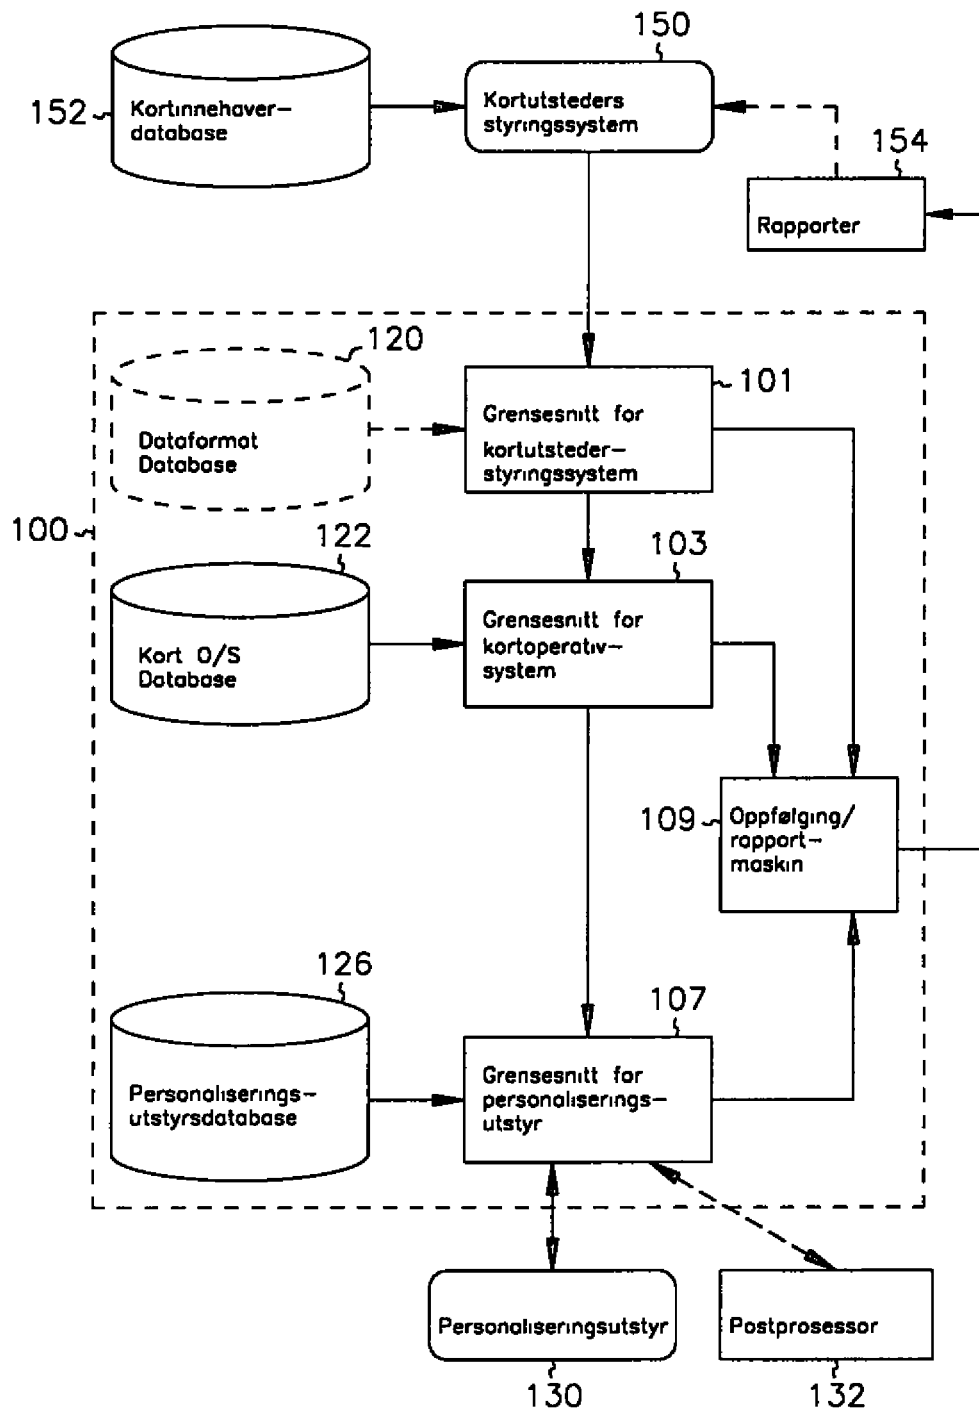 150
152
Kortinnehaver-
database
Kortutsteders
styringssystem
154
Rapporter
120
Dataformat
Database
101
Grensesnitt for
kortutsteder-
styringssystem
100
122
Kort O/S
Database
103
Grensesnitt for
kortoperativ-
system
109
Oppfølging/
rapport-
maskin
126
Personaliserings-
utstyrsdatabase
107
Grensesnitt for
personaliserings-
utstyr
Personaliseringsutstyr
130
Postprosessor
132